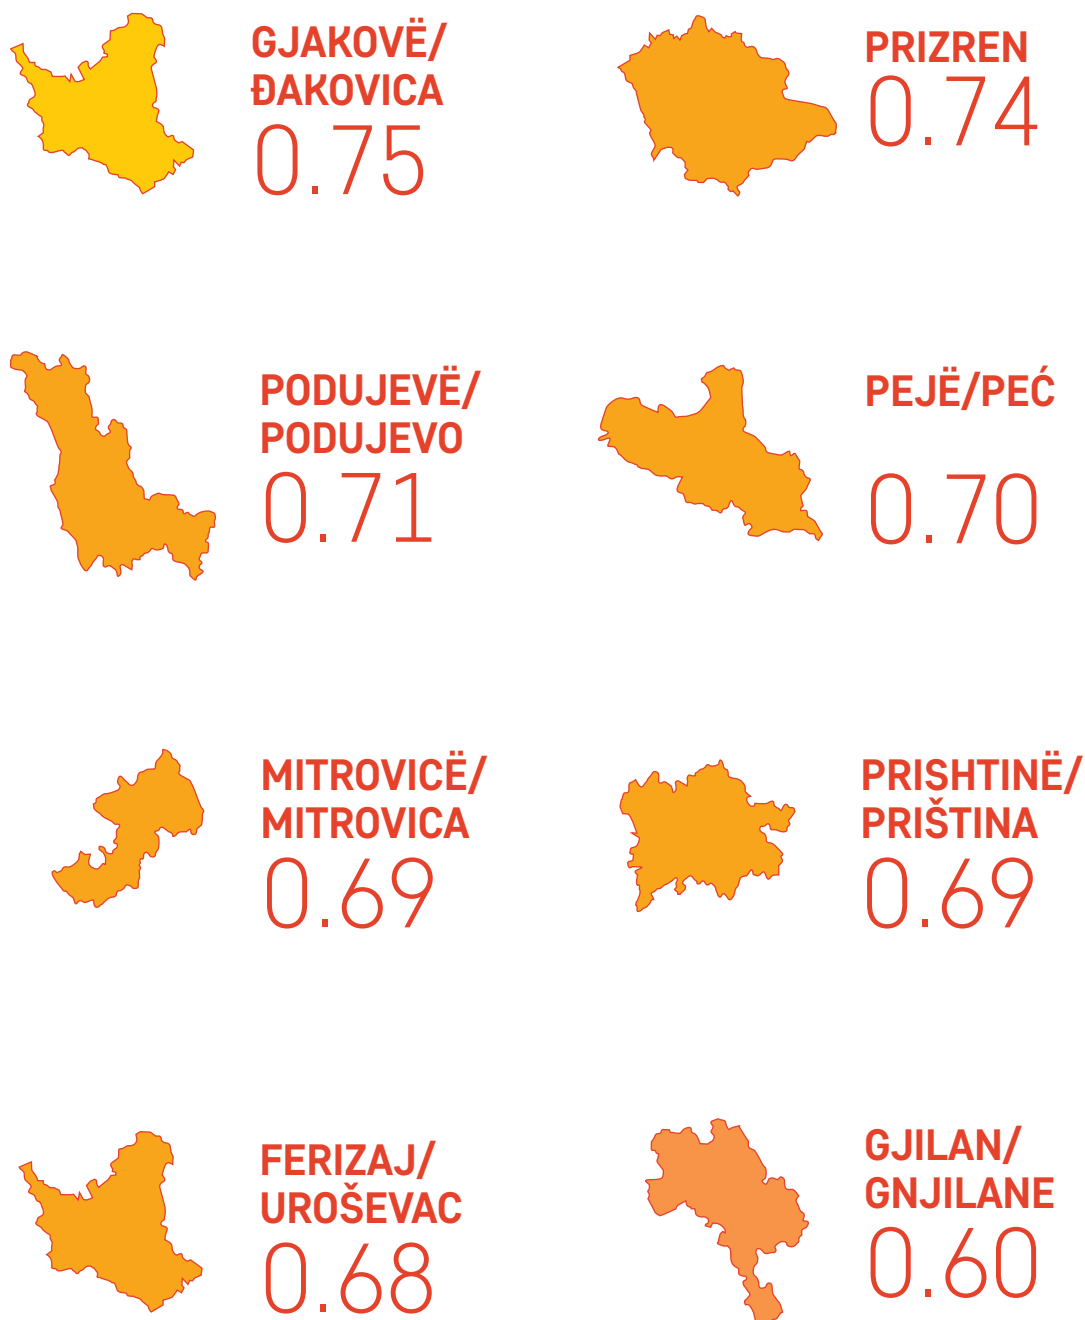 GJAKOVË/
ĐAKOVICA
0.75
PRIZREN
0.74
PODUJEVË/
PODUJEVO
0.71
PEJË/PEĆ
0.70
MITROVICË/
MITROVICA
0.69
PRISHTINË/
PRIŠTINA
0.69
FERIZAJ/
UROŠEVAC
0.68
GJILAN/
GNJILANE
0.60